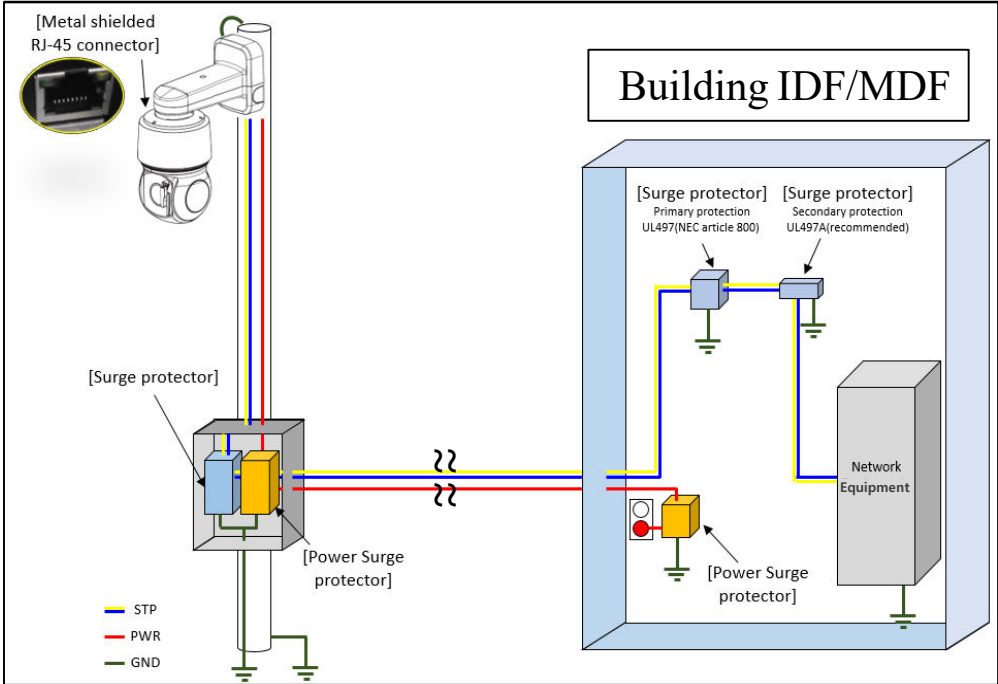 [Metal shielded
RJ-45 connector]
Building IDF/MDF
[Surge protector]
Primary protection
UL497(NEC article 800)
[Surge protector]
Secondary protection
UL497A(recommended)
[Surge protector]
Network
Equipment
[Power Surge
protector]
[Power Surge
protector]
STP
PWR
GND